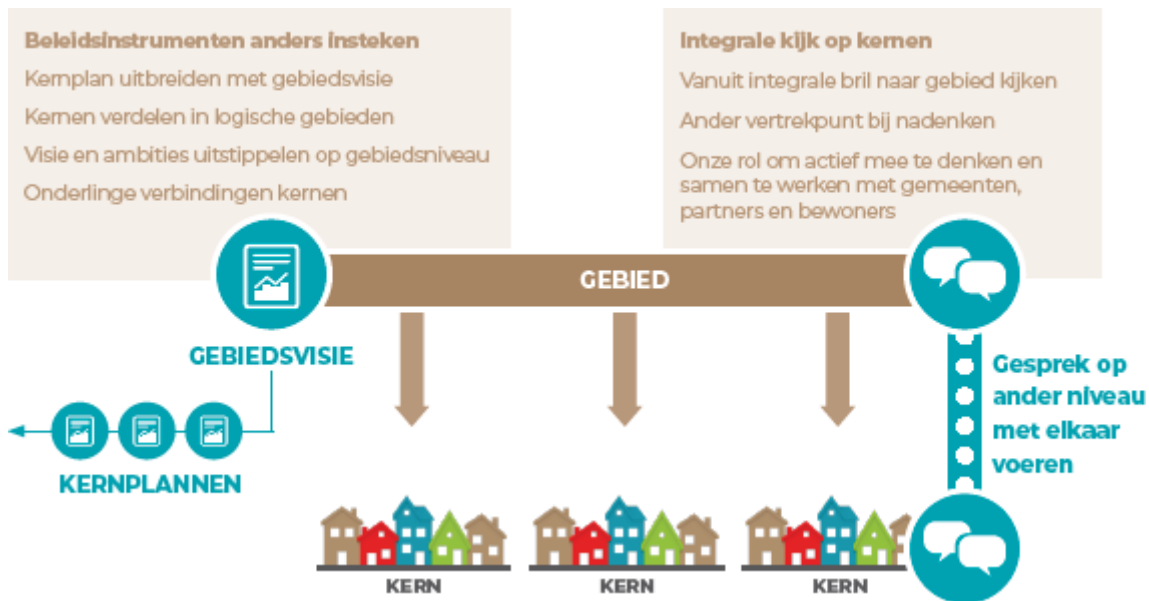 Beleidsinstrumenten anders insteken
Kernplan uitbreiden met gebiedsvisie
Kernen verdelen in logische gebieden
Visie en ambities uitstippelen op gebiedsniveau
Onderlinge verbindingen kernen
Integrale kijk op kernen
Vanuit integrale bril naar gebied kijken
Ander vertrekpunt bij nadenken
Onze rol om actief mee te denken en
samen te werken met gemeenten,
partners en bewoners
GEBIED
GEBIEDSVISIE
KERNPLANNEN
Gesprek op
ander niveau
met elkaar
voeren
KERN
KERN
KERN